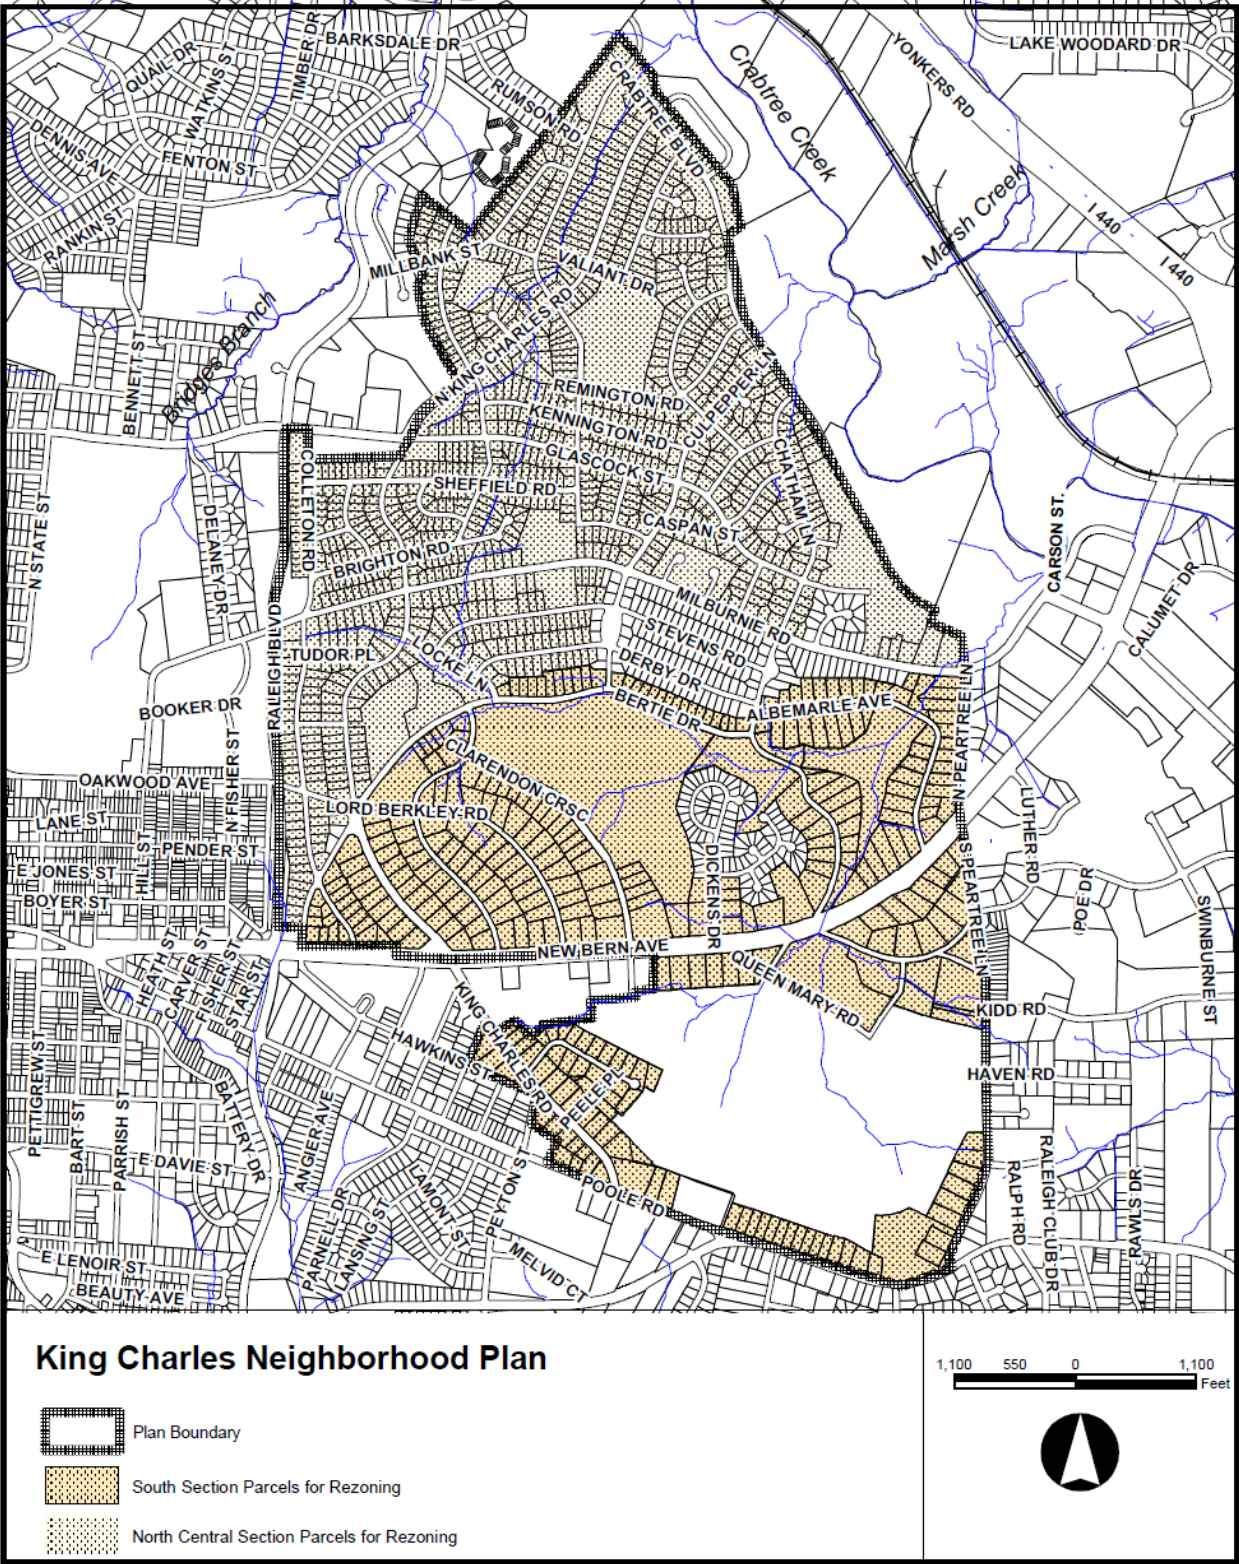 BARKSDALE DR
LAKE WOODARD DR
QUAIL DR
WATKINS ST
TIMBER DR
YONKERS RD
CRABTREE BLVD
Crabtree Creek
RUMSON RD
DENNIS AVE
FENTON ST
Marsh Creek
I 440
I 440
RANKIN ST
MILLBANK ST
VALIANT DR
N KING CHARLES RD
BENNETT ST
Bridges Branch
REMINGTON RD
CULPEPPER LN
KENNINGTON RD
GLASCOCK ST
CHATHAM LN
COLLETON RD
SHEFFIELD RD
CASPAN ST
CARSON ST.
N STATE ST
DELANEY DR
BRIGHTON RD
MILBURNIE RD
CALUMET DR
STEVENS RD
RALEIGH BLVD
TUDOR PL
LOCKE LN
DERBY DR
BERTIE DR
ALBEMARLE AVE
N PEARTREE LN
BOOKER DR
CLARENDON CRSC
OAKWOOD AVE
N FISHER ST
LORD BERKLEY RD
LANE ST
HILL ST
PENDER ST
LUTHER RD
E JONES ST
BOYER ST
DICKENS DR
S PEARTREE LN
POE DR
SWINBURNE ST
NEW BERN AVE
HEATH ST
CARVER ST
FISHER ST
STAR ST
QUEEN MARY RD
KING CHARLES RD
KIDD RD
HAWKINS ST
HAVEN RD
PETTIGREW ST
BART ST
PARRISH ST
BATTERY DR
ANGER AVE
PEELE PL
E DAVIE ST
LAMONT ST
PEYTON ST
POOLE RD
RALPH RD
RALEIGH CLUB DR
RAWLS DR
PARNELL DR
LANSING ST
MELVID CT
E LENOIR ST
BEAUTY AVE
King Charles Neighborhood Plan
1,100 550 0 1,100
Feet
Plan Boundary
South Section Parcels for Rezoning
North Central Section Parcels for Rezoning